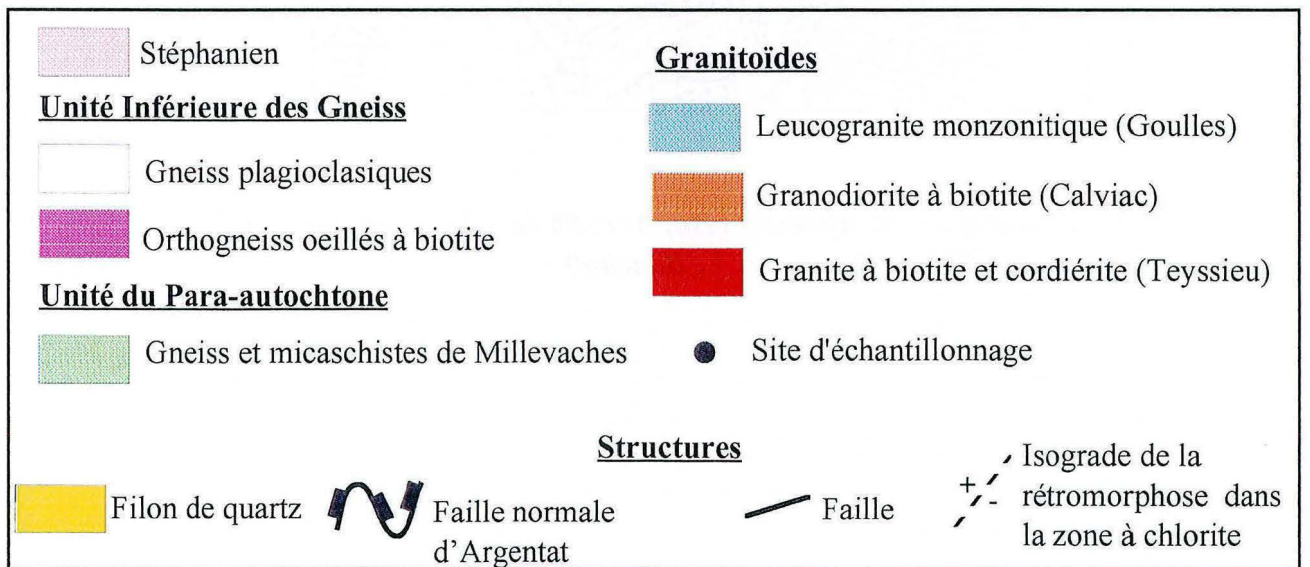 Stéphanien
Unité Inférieure des Gneiss
Gneiss plagioclasiques
Orthogneiss oeillés à biotite
Unité du Para-autochtone
Gneiss et micaschistes de Millevaches
Granitoïdes
Leucogranite monzonitique (Goulles)
Granodiorite à biotite (Calviac)
Granite à biotite et cordiérite (Teyssieu)
Site d'échantillonnage
Structures
Filon de quartz
Faille normale
d'Argentat
Faille
+
-
Isograde de la
rétromorphose dans
la zone à chlorite